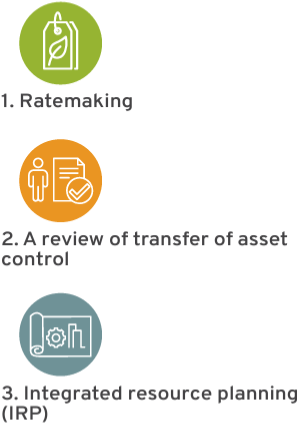 1. Ratemaking
2. A review of transfer of asset
control
3. Integrated resource planning
(IRP)